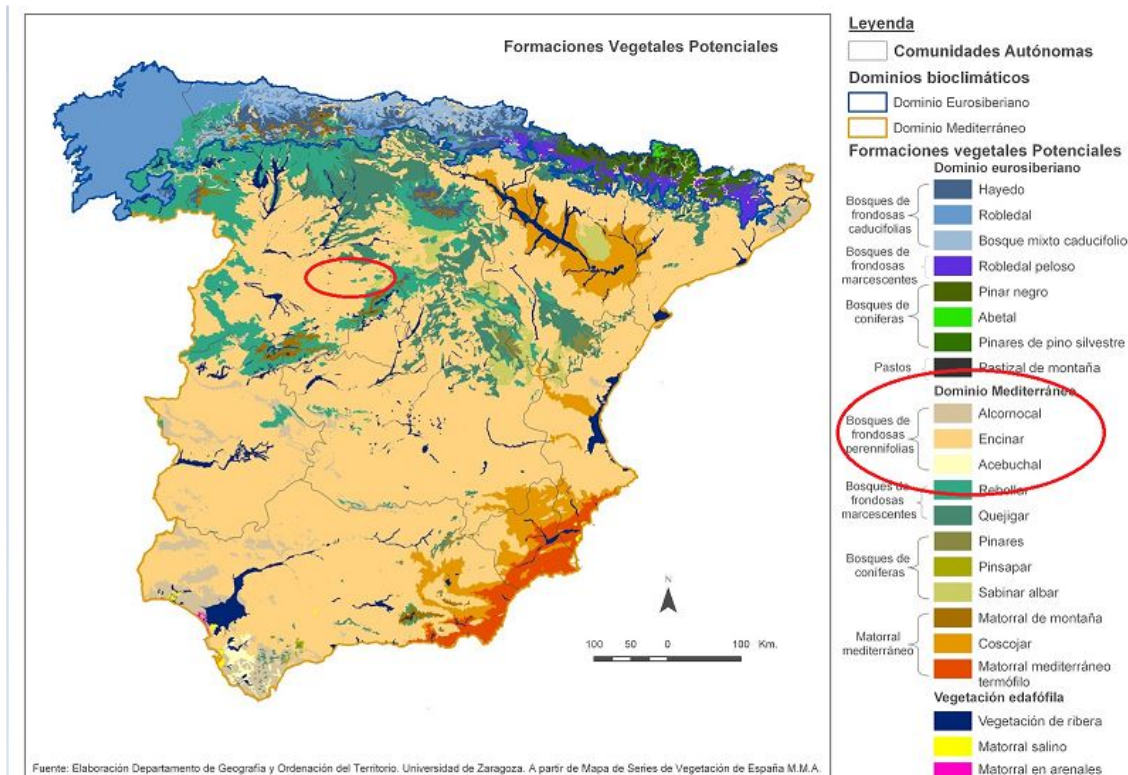 Formaciones Vegetales Potenciales
N
100 0 100 Km.
Fuente: Elaboración Departamento de Geografía y Ordenación del Territorio. Universidad de Zaragoza. A partir de Mapa de Series de Vegetación de España M.M.A.
Leyenda
Comunidades Autónomas
Dominios bioclimáticos
Dominio Eurosiberiano
Dominio Mediterráneo
Formaciones vegetales Potenciales
Dominio eurosiberiano
Bosques de frondosas caducifolias
Hayedo
Robledal
Bosque mixto caducifolio
Bosques de frondosas marcescentes
Robledal peloso
Bosques de coníferas
Pinar negro
Abetal
Pinares de pino silvestre
Pastos
Pastizal de montaña
Dominio Mediterráneo
Bosques de frondosas perennifolias
Alcornocal
Encinar
Acebuchal
Bosques de frondosas marcescentes
Rebollar
Quejigar
Bosques de coníferas
Pinares
Pinsapar
Sabinar albar
Matorral mediterráneo
Matorral de montaña
Coscojar
Matorral mediterráneo
termófilo
Vegetación edafófila
Vegetación de ribera
Matorral salino
Matorral en arenales